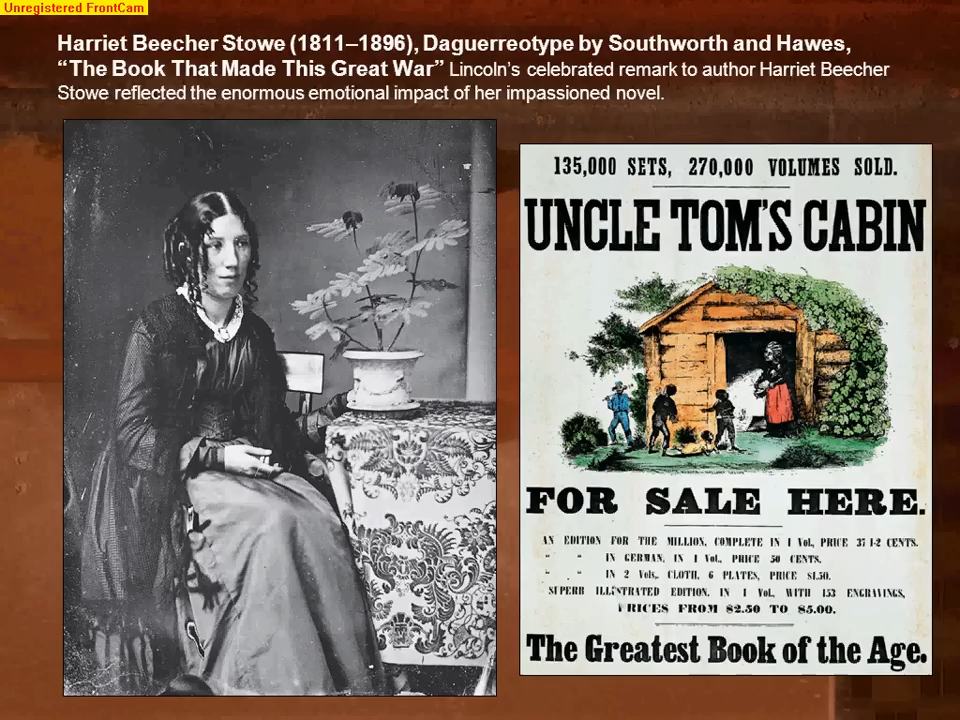 Unregistered FrontCam
Harriet Beecher Stowe (1811–1896), Daguerreotype by Southworth and Hawes,
“The Book That Made This Great War” Lincoln’s celebrated remark to author Harriet Beecher
Stowe reflected the enormous emotional impact of her impassioned novel.
135,000 SETS, 270,000 VOLUMES SOLD.
UNCLE TOM'S CABIN
FOR SALE HERE.
AN EDITION FOR THE MILLION, COMPLETE IN 1 Vol., PRICE 37 1-2 CENTS.
" " IN GERMAN, IN 1 Vol., PRICE 50 CENTS.
" " IN 2 Vols., CLOTH, 6 PLATES, PRICE $1.50.
SUPERB ILLUSTRATED EDITION, IN 1 Vol., WITH 153 ENGRAVINGS,
PRICES FROM $2.50 TO $5.00.
The Greatest Book of the Age.